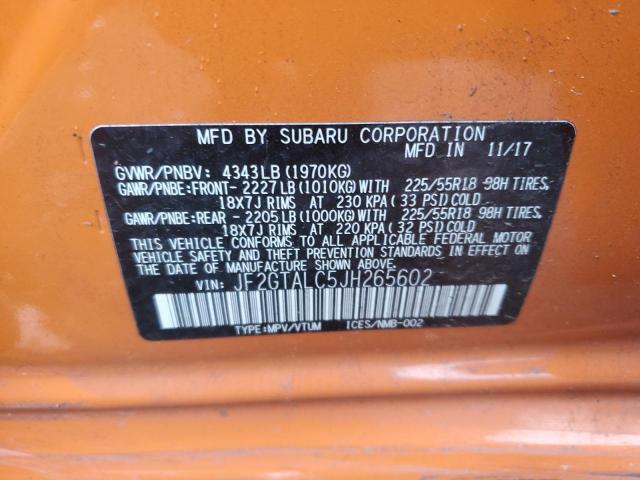 MFD BY SUBARU CORPORATION
MFD IN 11/17
GVWR/PNBV: 4343LB (1970KG)
GAWR/PNBE:FRONT- 2227LB (1010KG) WITH 225/55R18 98H TIRES,
18X7J RIMS AT 230 KPA (33 PSI) COLD
GAWR/PNBE:REAR - 2205LB (1000KG) WITH 225/55R18 98H TIRES,
18X7J RIMS AT 220 KPA (32 PSI) COLD
THIS VEHICLE CONFORMS TO ALL APPLICABLE FEDERAL MOTOR
VEHICLE SAFETY, BUMPER, AND THEFT PREVENTION STANDARDS IN EFFECT
ON THE DATE OF MANUFACTURE SHOWN ABOVE.
VIN: JF2GTALC5JH265602
TYPE:MPV/VTUM ICES/NMB-002